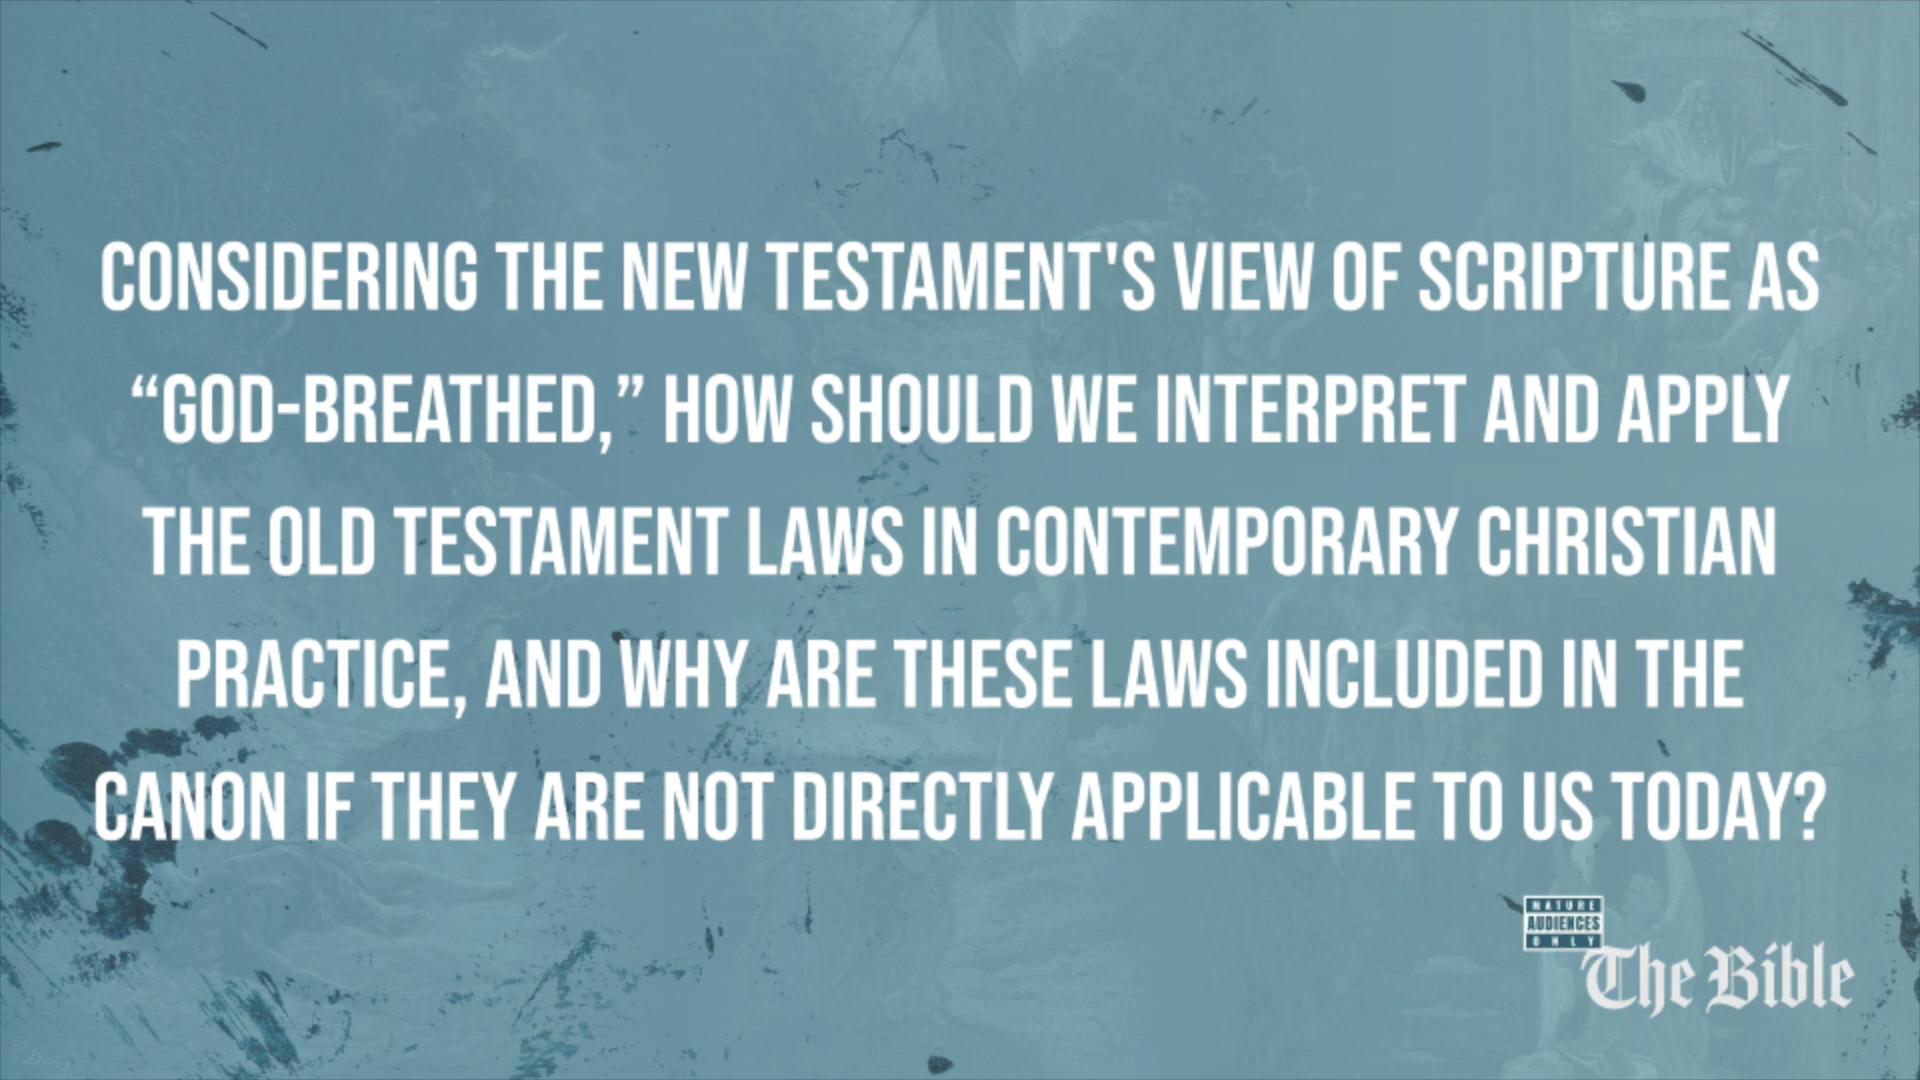 CONSIDERING THE NEW TESTAMENT'S VIEW OF SCRIPTURE AS
“GOD-BREATHED,” HOW SHOULD WE INTERPRET AND APPLY
THE OLD TESTAMENT LAWS IN CONTEMPORARY CHRISTIAN
PRACTICE, AND WHY ARE THESE LAWS INCLUDED IN THE
CANON IF THEY ARE NOT DIRECTLY APPLICABLE TO US TODAY?
MATURE
AUDIENCES
ONLY
The Bible